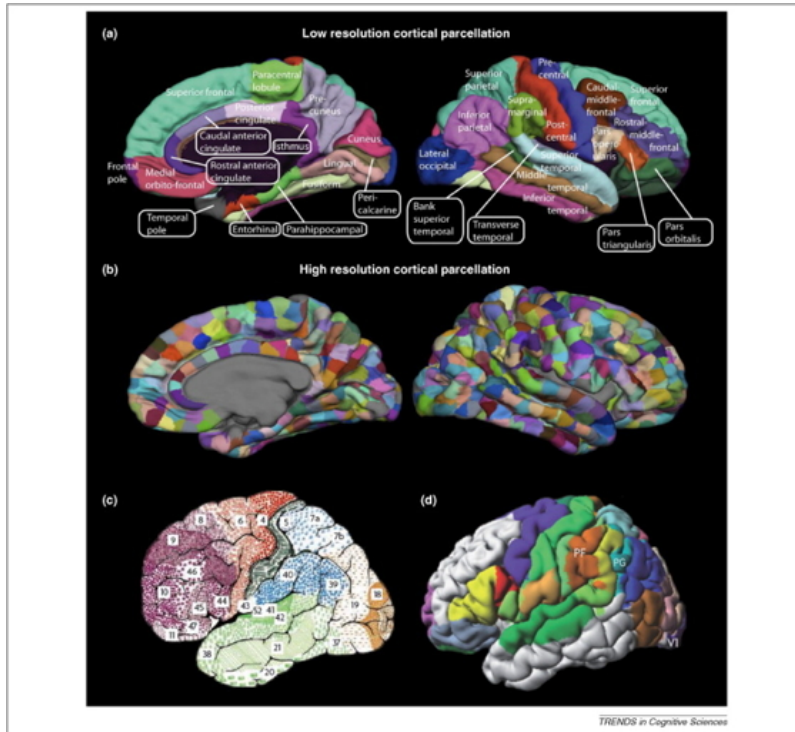 (a)
Low resolution cortical parcellation
Paracentral
lobule
Superior frontal
Pre-
cuneus
Posterior
cingulate
Caudal anterior
cingulate
Isthmus
Cuneus
Frontal
pole
Medial
orbito-frontal
Rostral anterior
cingulate
Lingual
Fusiform
Peri-
calcarine
Temporal
pole
Entorhinal
Parahippocampal
Superior
parietal
Pre-
central
Supra
marginal
Caudal
middle-
frontal
Superior
frontal
Inferior
parietal
Post-
central
Pars
opercularis
Rostral-
middle-
frontal
Lateral
occipital
Superior
temporal
Middle
temporal
Inferior
temporal
Bank
superior
temporal
Transverse
temporal
Pars
triangularis
Pars
orbitalis
(b)
High resolution cortical parcellation
(c)
8
6
4
5
7a
7b
9
46
40
39
18
10
45
44
43
52
41
42
19
47
11
38
21
37
20
(d)
PF
PG
V1
TRENDS in Cognitive Sciences